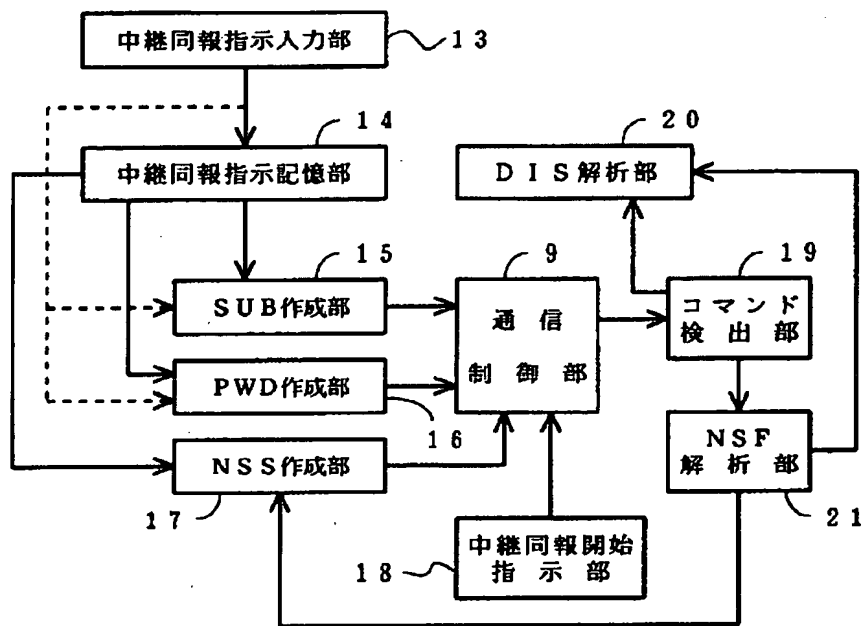 中継同報指示入力部
13
14
中継同報指示記憶部
20
DIS解析部
15
SUB作成部
9
通信
制御部
19
コマンド
検出部
PWD作成部
16
NSS作成部
17
NSF
解析部
21
中継同報開始
指示部
18